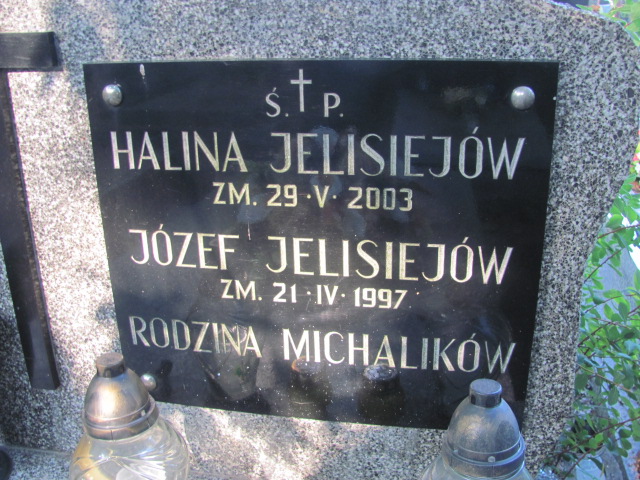 Ś. † P.
HALINA JELISIEJÓW
ZM. 29·V·2003
JÓZEF JELISIEJÓW
ZM. 21·IV·1997
RODZINA MICHALIKÓW